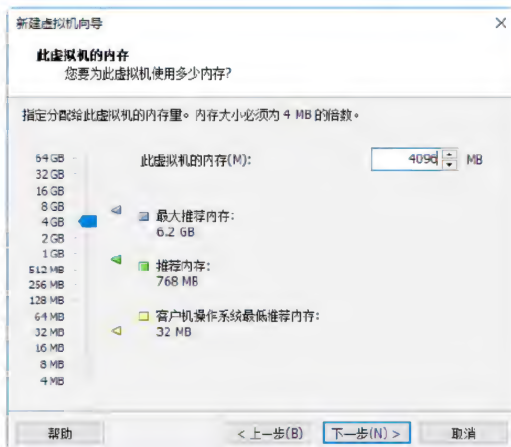 新建虚拟机向导
此虚拟机的内存
您要为此虚拟机使用多少内存?
指定分配给此虚拟机的内存量。内存大小必须为 4 MB 的倍数。
64 GB
此虚拟机的内存(M):
4096
MB
32 GB
16 GB
8 GB
最大推荐内存:
4 GB
6.2 GB
2 GB
1 GB
推荐内存:
512 MB
768 MB
256 MB
128 MB
64 MB
客户机操作系统最低推荐内存:
32 MB
32 MB
16 MB
8 MB
4 MB
帮助
< 上一步(B)
下一步(N) >
取消